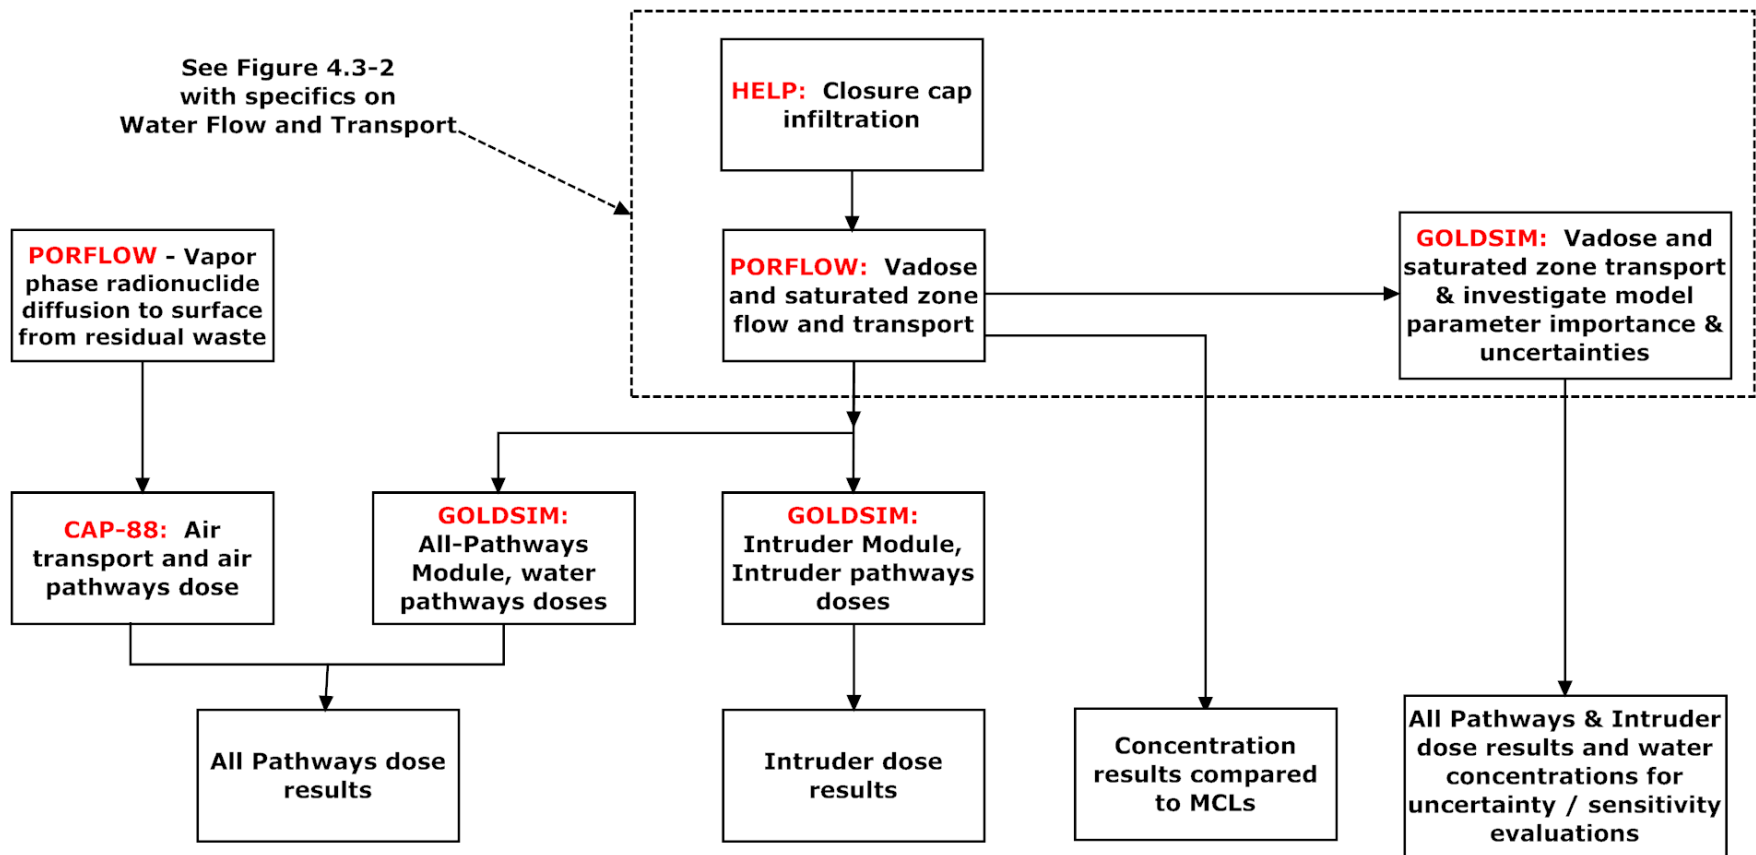 See Figure 4.3-2
with specifics on
Water Flow and Transport
HELP: Closure cap
infiltration
PORFLOW - Vapor
phase radionuclide
diffusion to surface
from residual waste
PORFLOW: Vadose
and saturated zone
flow and transport
GOLDSIM: Vadose and
saturated zone transport
& investigate model
parameter importance &
uncertainties
CAP-88: Air
transport and air
pathways dose
GOLDSIM:
All-Pathways
Module, water
pathways doses
GOLDSIM:
Intruder Module,
Intruder pathways
doses
All Pathways dose
results
Intruder dose
results
Concentration
results compared
to MCLs
All Pathways & Intruder
dose results and water
concentrations for
uncertainty / sensitivity
evaluations